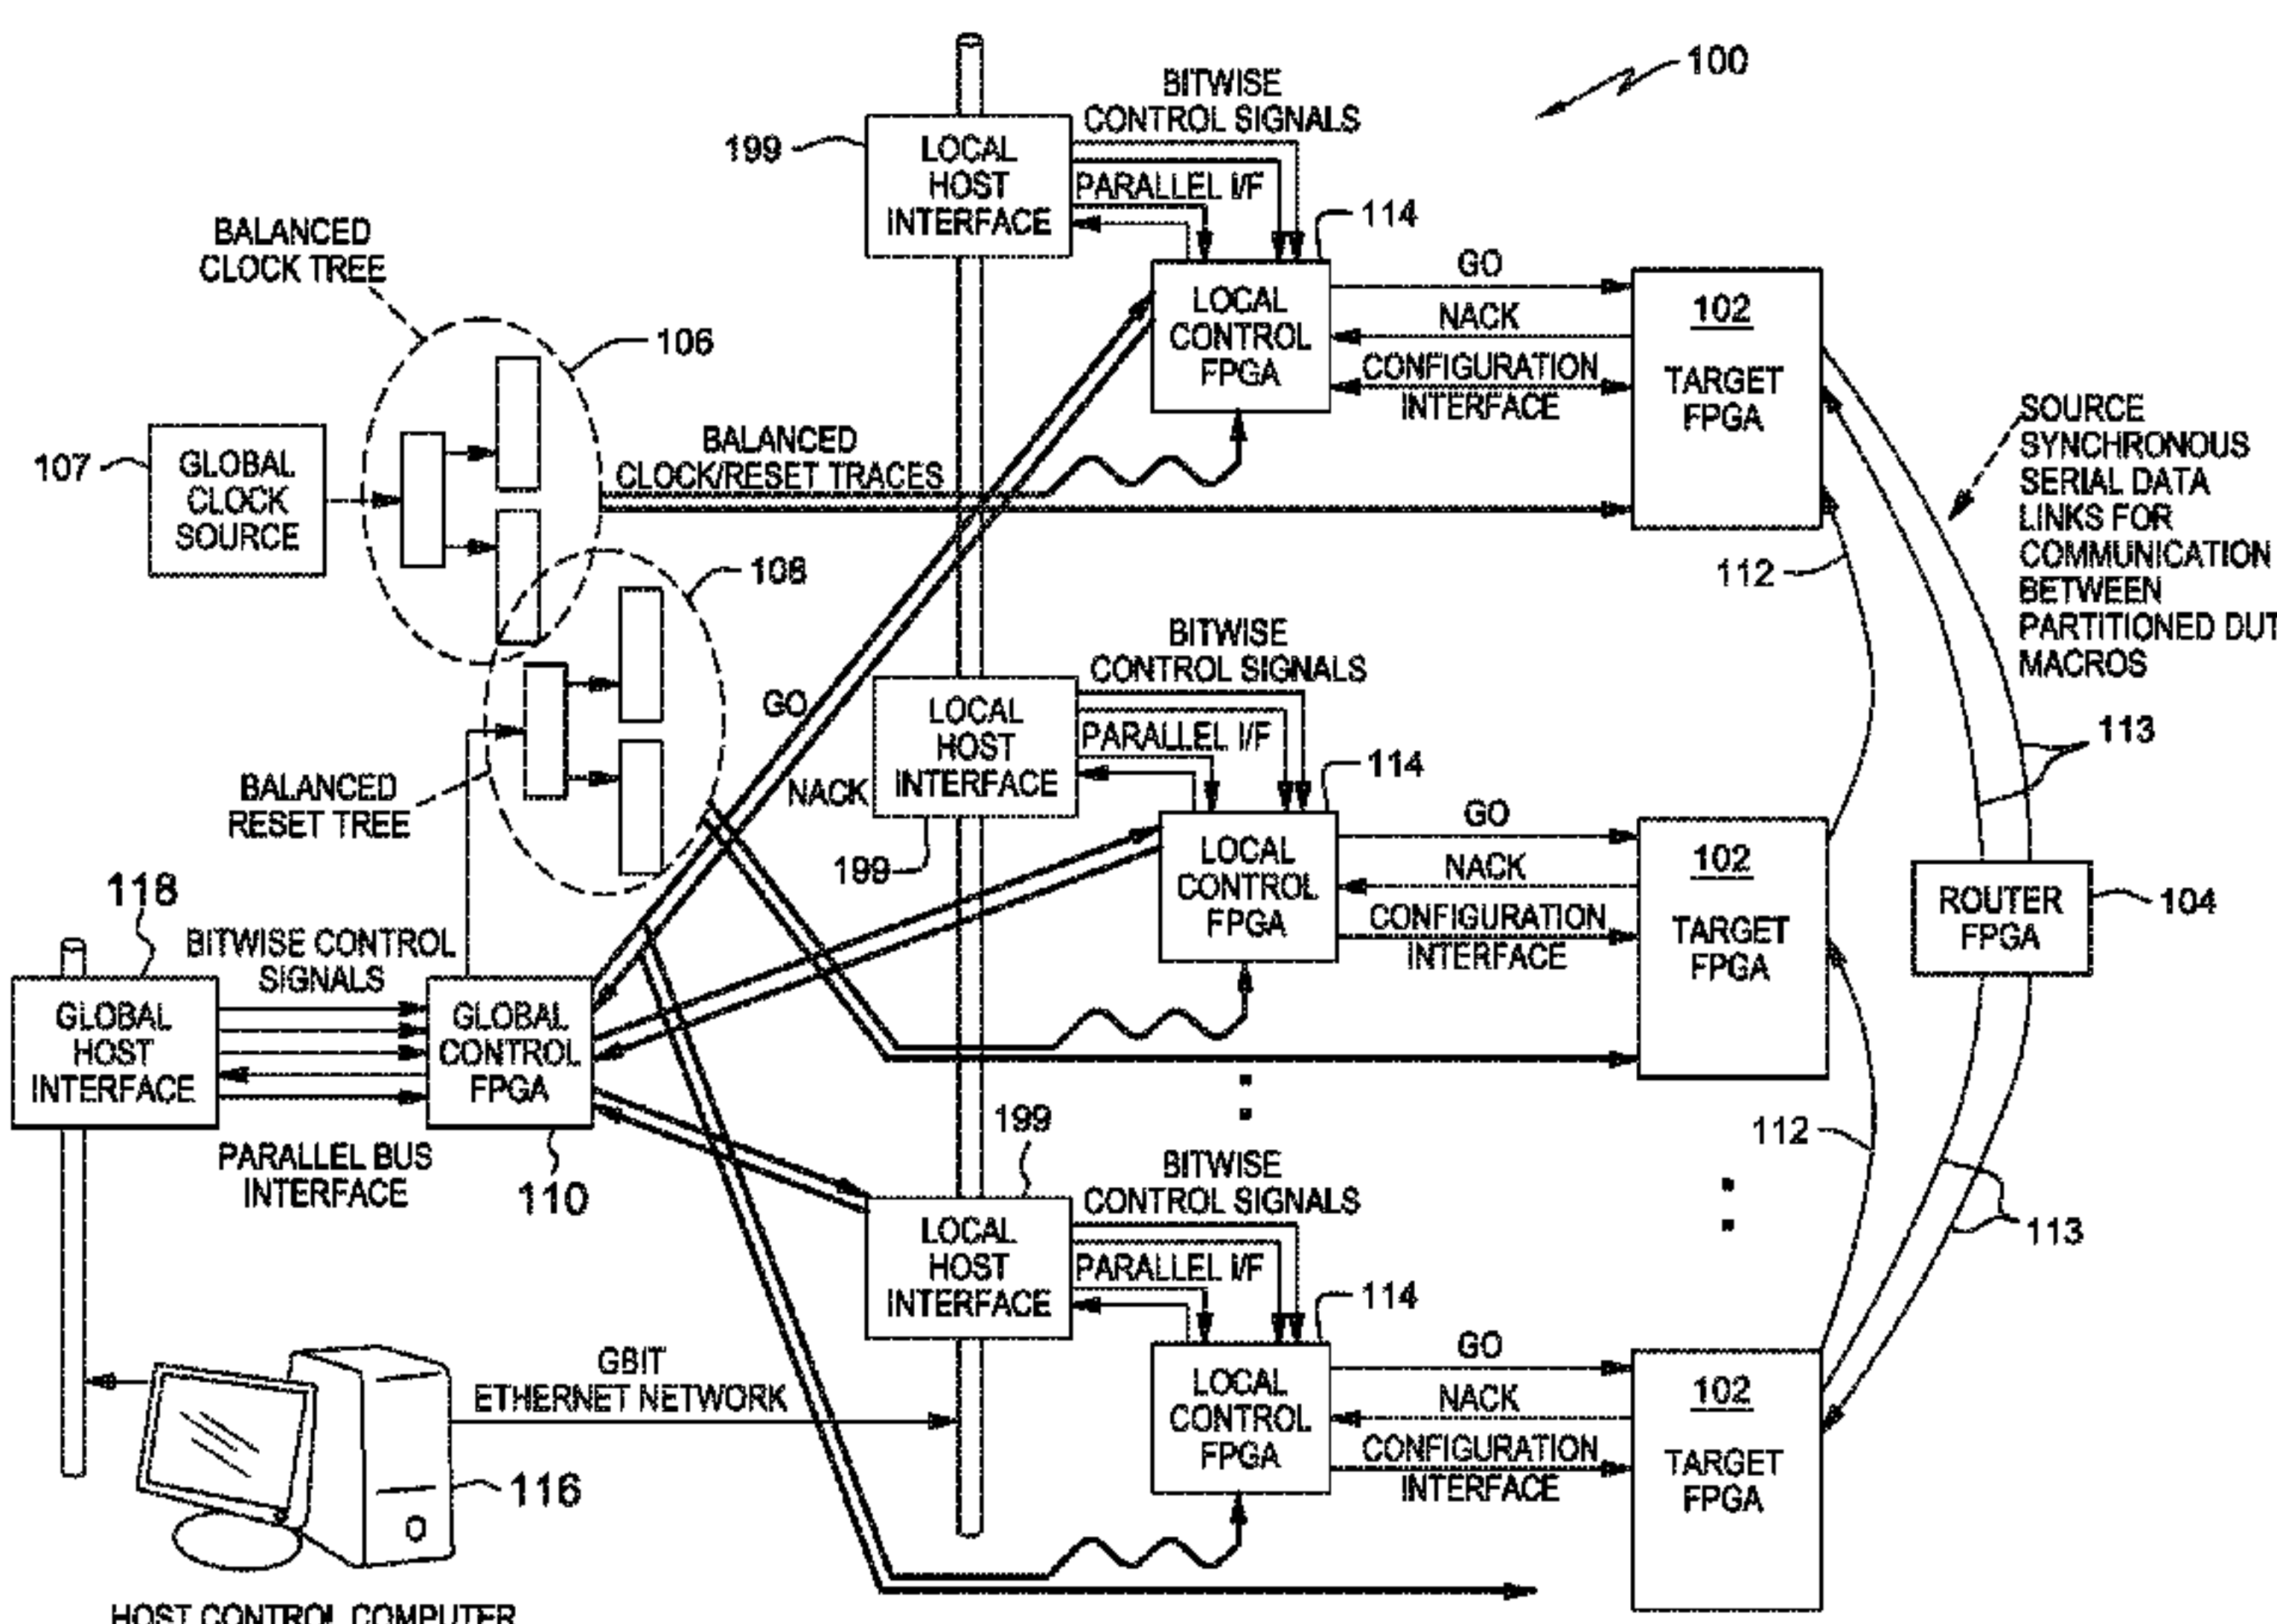 100
BITWISE
CONTROL SIGNALS
199
LOCAL
HOST
INTERFACE
PARALLEL I/F
114
BALANCED
CLOCK TREE
106
LOCAL
CONTROL
FPGA
GO
NACK
CONFIGURATION
INTERFACE
102
TARGET
FPGA
107
GLOBAL
CLOCK
SOURCE
BALANCED
CLOCK/RESET TRACES
SOURCE
SYNCHRONOUS
SERIAL DATA
LINKS FOR
COMMUNICATION
BETWEEN
PARTITIONED DUT
MACROS
108
112
BITWISE
CONTROL SIGNALS
GO
LOCAL
HOST
INTERFACE
PARALLEL I/F
113
114
BALANCED
RESET TREE
NACK
199
LOCAL
CONTROL
FPGA
GO
NACK
CONFIGURATION
INTERFACE
102
TARGET
FPGA
ROUTER
FPGA
104
118
BITWISE CONTROL
SIGNALS
GLOBAL
HOST
INTERFACE
GLOBAL
CONTROL
FPGA
PARALLEL BUS
INTERFACE
110
199
112
BITWISE
CONTROL SIGNALS
LOCAL
HOST
INTERFACE
PARALLEL I/F
113
114
GBIT
ETHERNET NETWORK
LOCAL
CONTROL
FPGA
GO
NACK
CONFIGURATION
INTERFACE
102
TARGET
FPGA
116
HOST CONTROL COMPUTER